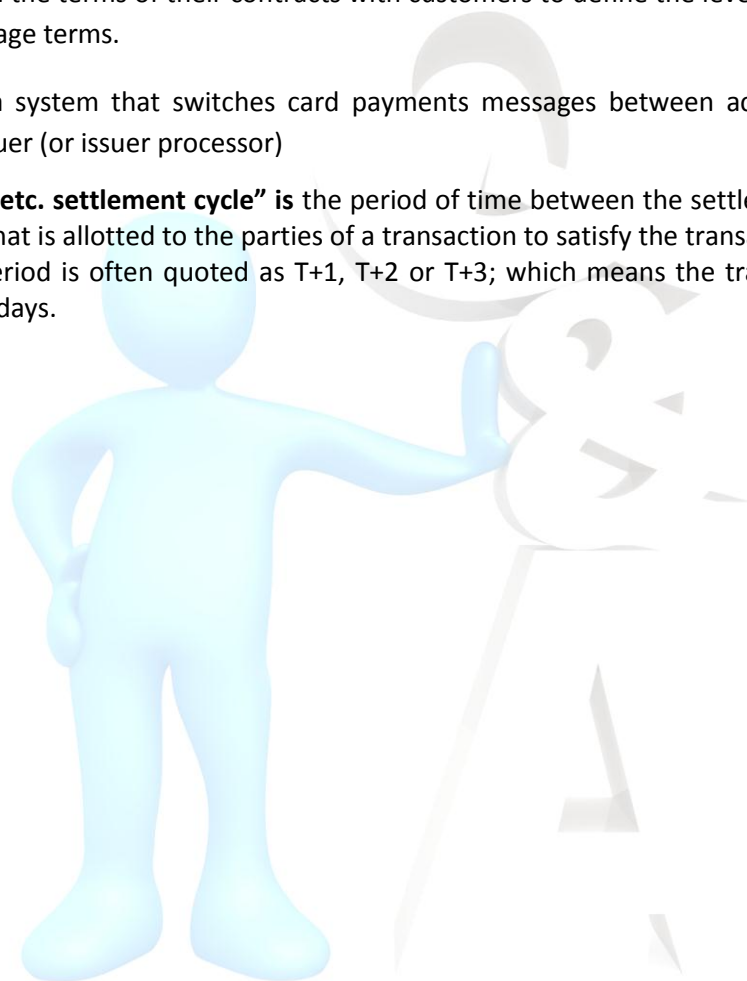 the terms of their contracts with customers to define the leve
age terms.
system that switches card payments messages between ac
uer (or issuer processor)
etc. settlement cycle” is the period of time between the settle
hat is allotted to the parties of a transaction to satisfy the transa
eriod is often quoted as T+1, T+2 or T+3; which means the tra
days.
Q
&
A